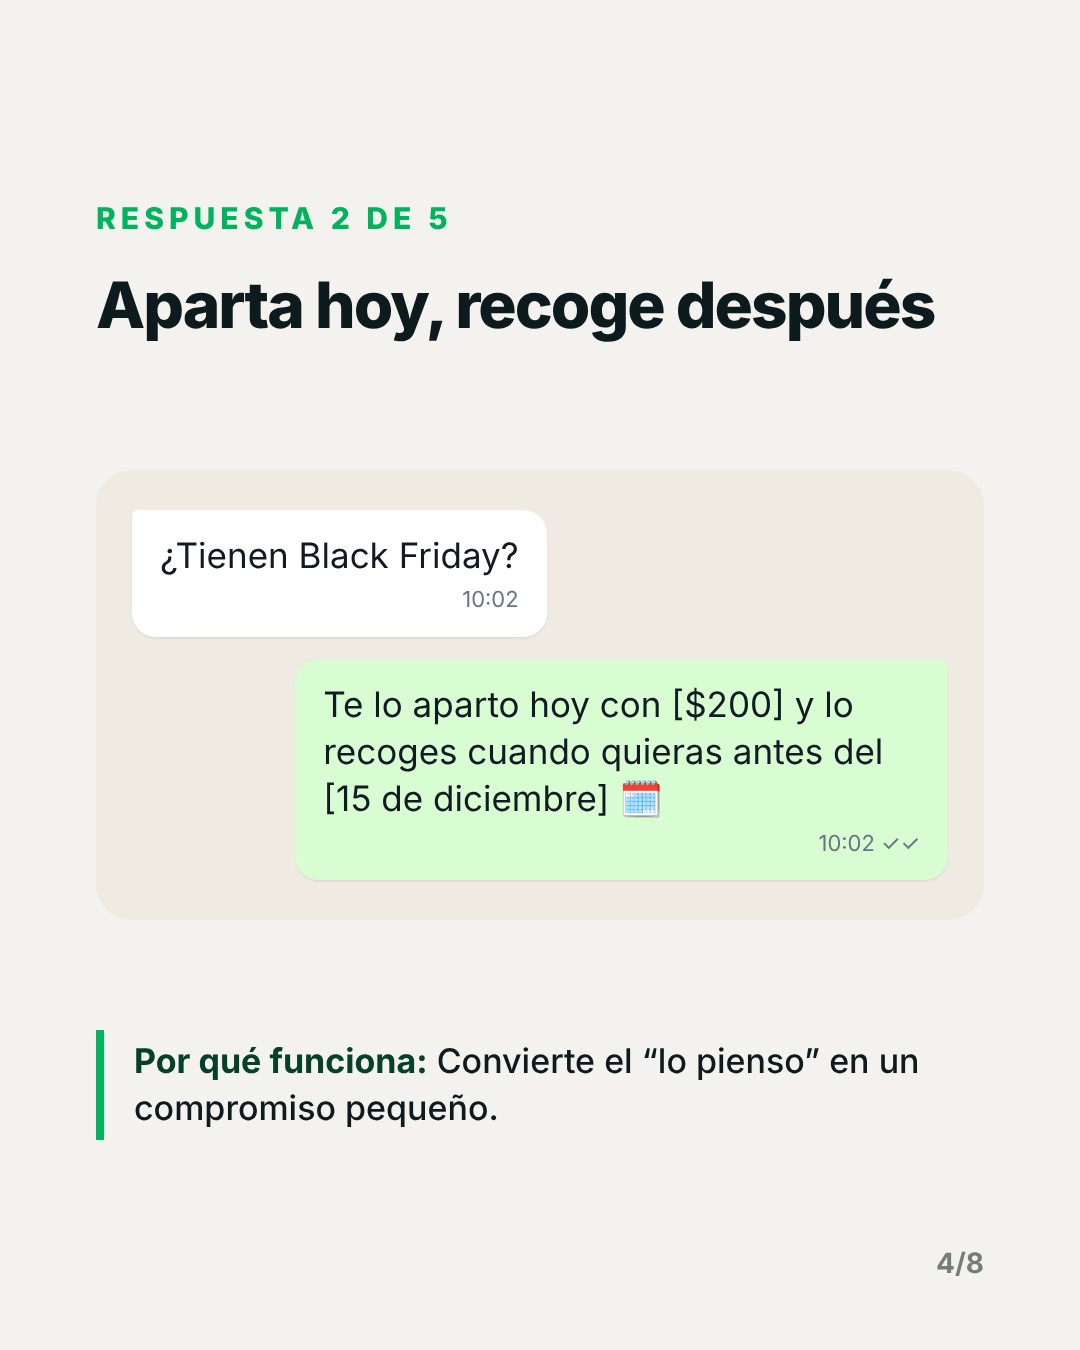 RESPUESTA 2 DE 5
Aparta hoy, recoge después
¿Tienen Black Friday?
10:02
Te lo aparto hoy con [$200] y lo
recoges cuando quieras antes del
[15 de diciembre] 🗓️
10:02 ✓✓
Por qué funciona: Convierte el “lo pienso” en un
compromiso pequeño.
4/8